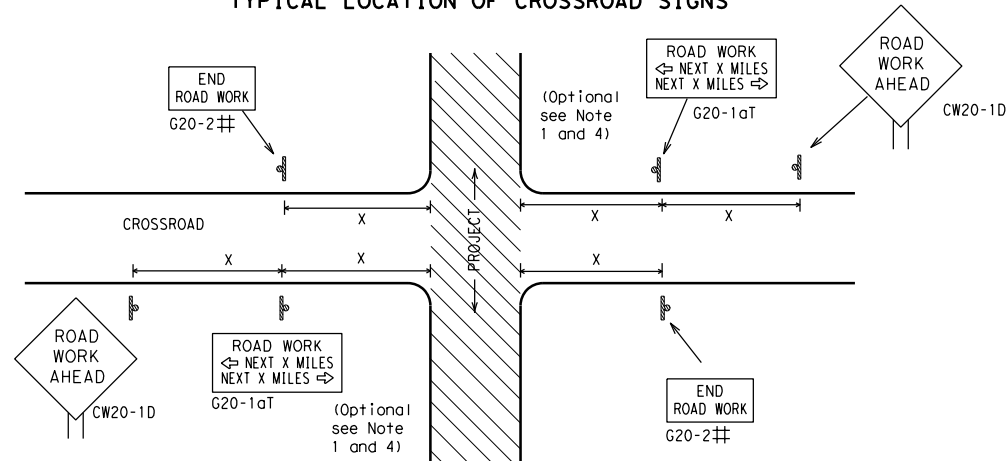 TYPICAL LOCATION OF CROSSROAD SIGNS
END
ROAD WORK
G20-2#
ROAD WORK
⇦ NEXT X MILES
NEXT X MILES ⇨
G20-1aT
(Optional
see Note
1 and 4)
ROAD
WORK
AHEAD
CW20-1D
X
X
X
CROSSROAD
PROJECT
X
X
X
ROAD
WORK
AHEAD
CW20-1D
ROAD WORK
⇦ NEXT X MILES
NEXT X MILES ⇨
G20-1aT
(Optional
see Note
1 and 4)
END
ROAD WORK
G20-2#